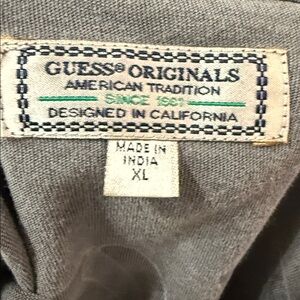 GUESS® ORIGINALS
AMERICAN TRADITION
SINCE 1981
DESIGNED IN CALIFORNIA
MADE IN
INDIA
XL